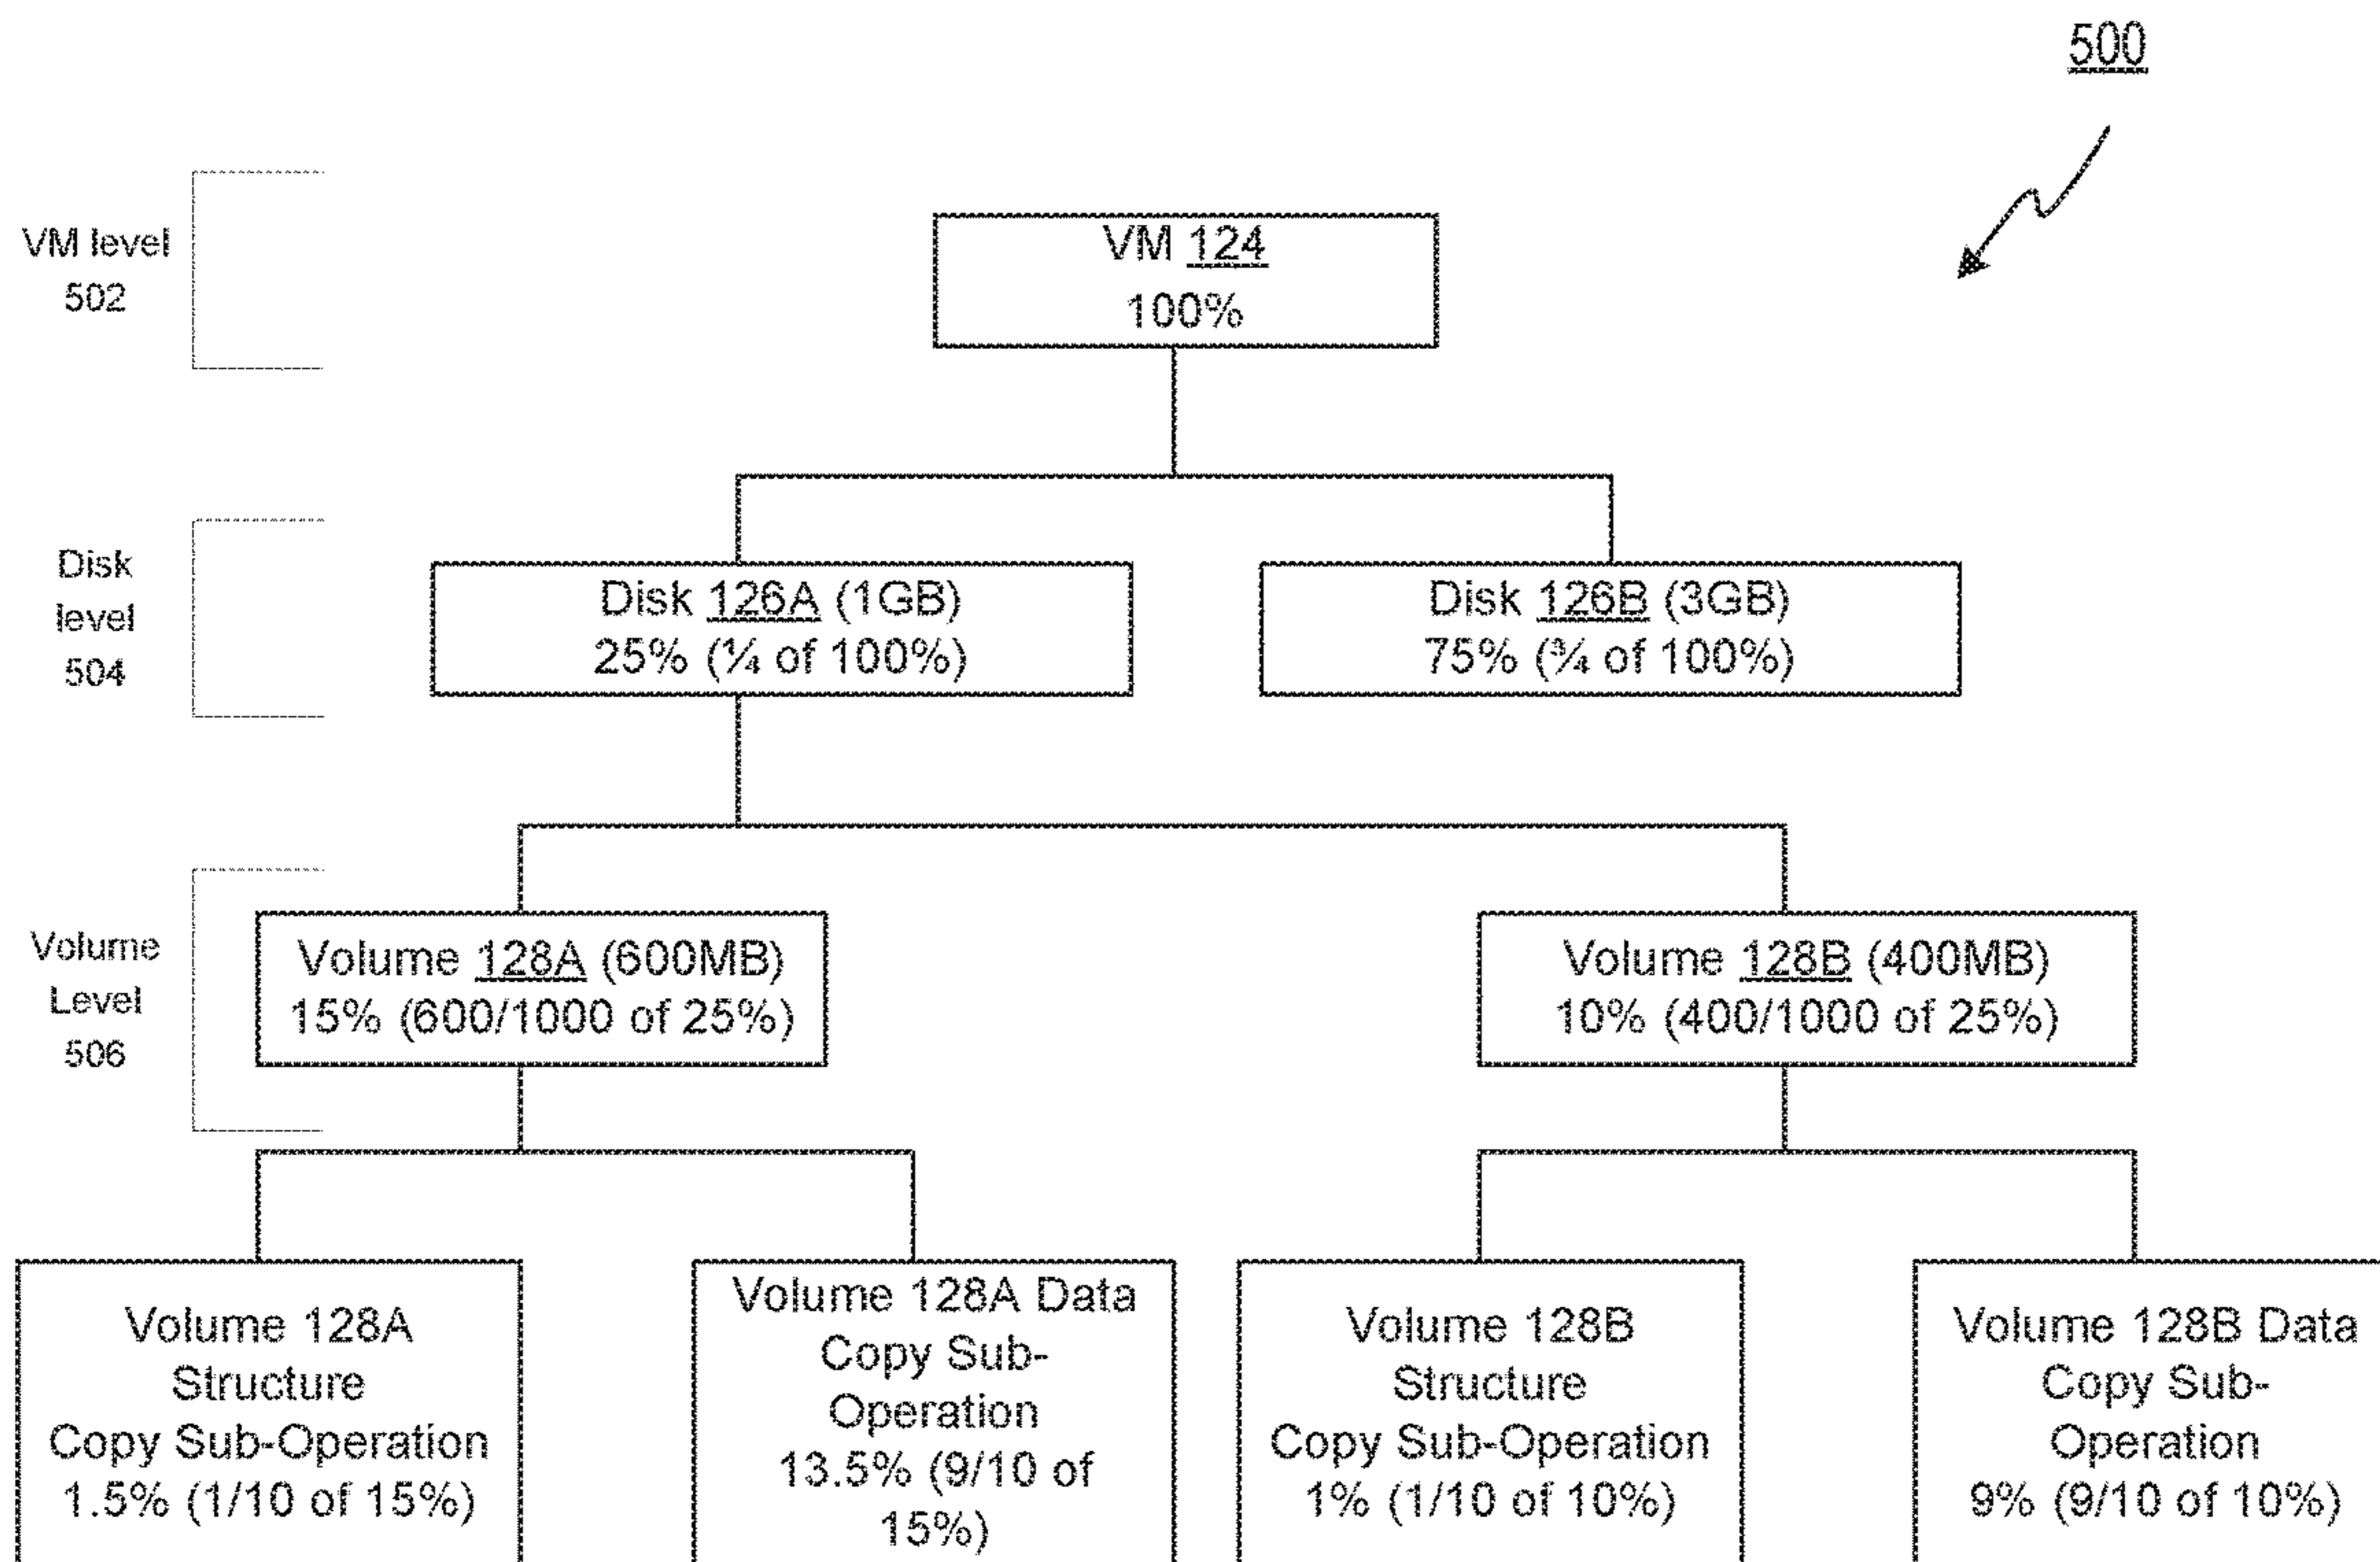 500
VM level
502
VM 124
100%
Disk
level
504
Disk 126A (1GB)
25% (¼ of 100%)
Disk 126B (3GB)
75% (¾ of 100%)
Volume
Level
506
Volume 128A (600MB)
15% (600/1000 of 25%)
Volume 128B (400MB)
10% (400/1000 of 25%)
Volume 128A
Structure
Copy Sub-Operation
1.5% (1/10 of 15%)
Volume 128A Data
Copy Sub-
Operation
13.5% (9/10 of
15%)
Volume 128B
Structure
Copy Sub-Operation
1% (1/10 of 10%)
Volume 128B Data
Copy Sub-
Operation
9% (9/10 of 10%)